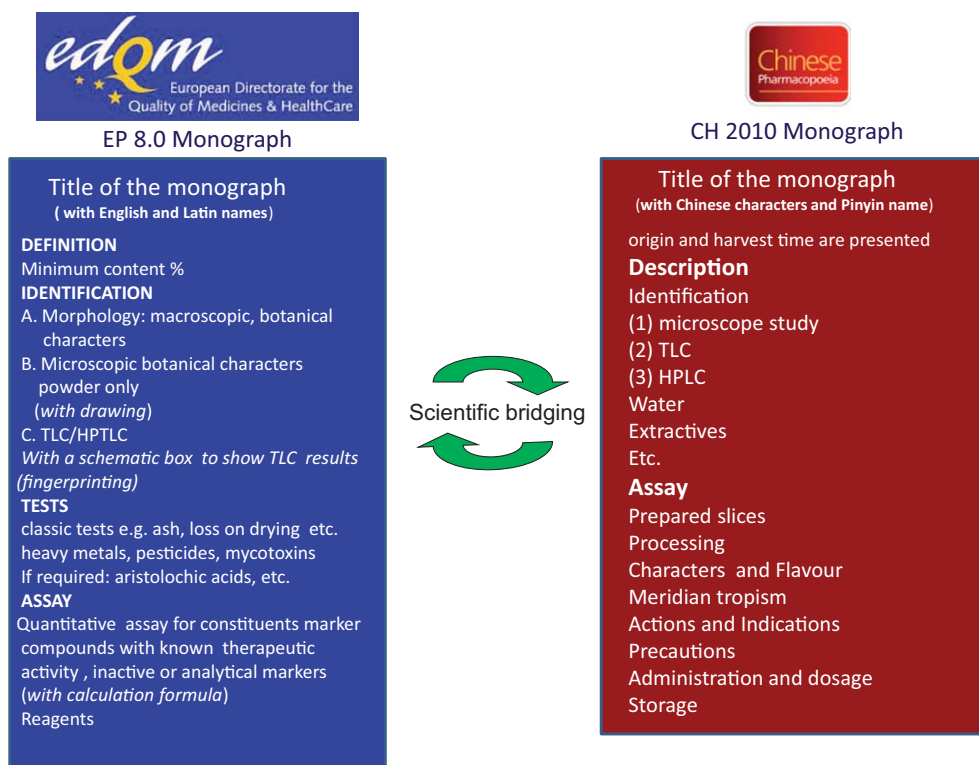 edQm
European Directorate for the
Quality of Medicines & HealthCare
EP 8.0 Monograph
Title of the monograph
( with English and Latin names)
DEFINITION
Minimum content %
IDENTIFICATION
A. Morphology: macroscopic, botanical
characters
B. Microscopic botanical characters
powder only
(with drawing)
C. TLC/HPTLC
With a schematic box to show TLC results
(fingerprinting)
TESTS
classic tests e.g. ash, loss on drying etc.
heavy metals, pesticides, mycotoxins
If required: aristolochic acids, etc.
ASSAY
Quantitative assay for constituents marker
compounds with known therapeutic
activity , inactive or analytical markers
(with calculation formula)
Reagents
Scientific bridging
Chinese
Pharmacopoeia
CH 2010 Monograph
Title of the monograph
(with Chinese characters and Pinyin name)
origin and harvest time are presented
Description
Identification
(1) microscope study
(2) TLC
(3) HPLC
Water
Extractives
Etc.
Assay
Prepared slices
Processing
Characters and Flavour
Meridian tropism
Actions and Indications
Precautions
Administration and dosage
Storage